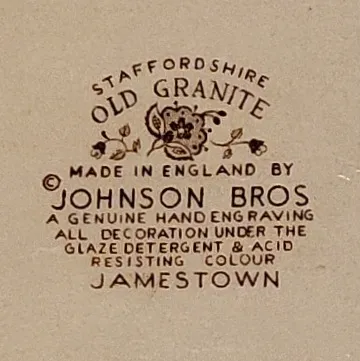 STAFFORDSHIRE
OLD GRANITE
MADE IN ENGLAND BY
© JOHNSON BROS
A GENUINE HAND ENGRAVING
ALL DECORATION UNDER THE
GLAZE DETERGENT & ACID
RESISTING COLOUR
JAMESTOWN